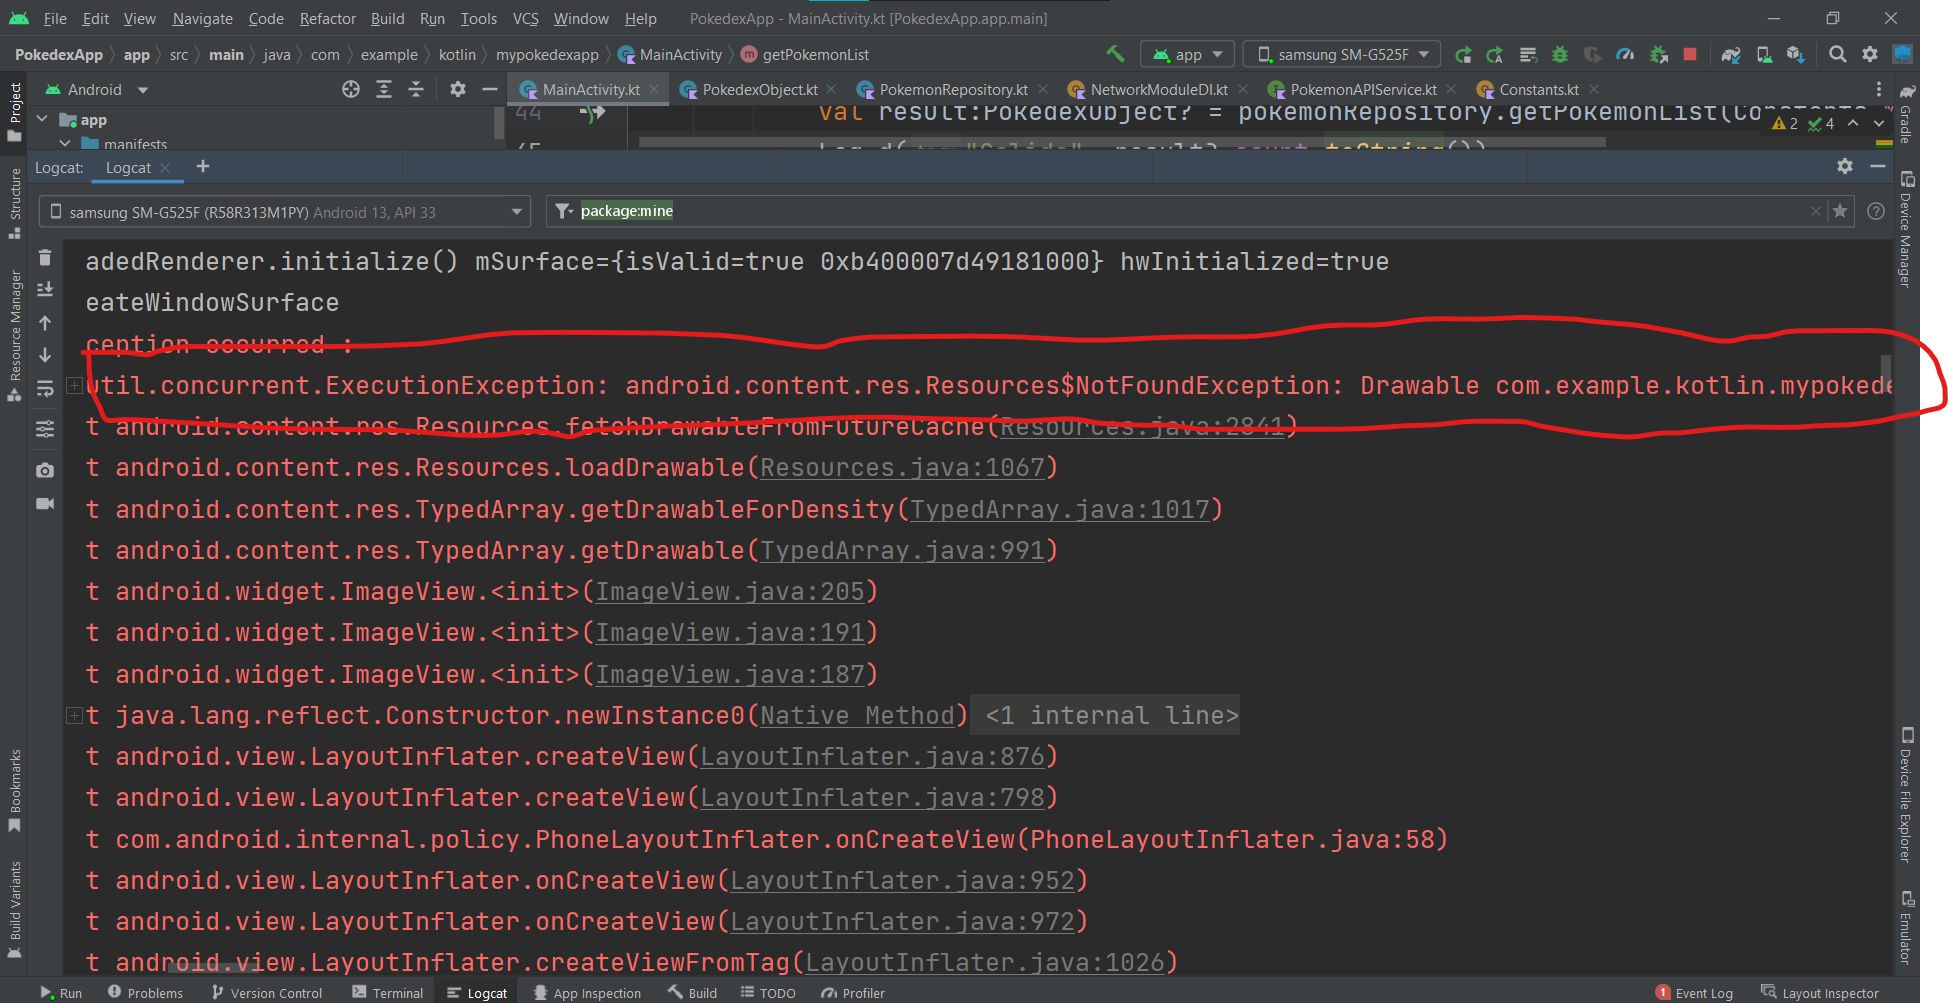 File Edit View Navigate Code Refactor Build Run Tools VCS Window Help PokedexApp - MainActivity.kt [PokedexApp.app.main]
PokedexApp app src main java com example kotlin mypokedexapp MainActivity getPokemonList app samsung SM-G525F
Project Android MainActivity.kt PokedexObject.kt PokemonRepository.kt NetworkModuleDI.kt PokemonAPIService.kt Constants.kt Gradle
44 val result:PokedexObject? = pokemonRepository.getPokemonList(Constants 2 4
app
manifests
45 Log.d( "Salida", result?.count.toString())
Logcat: Logcat +
samsung SM-G525F (R58R313M1PY) Android 13, API 33 package:mine
Structure
Resource Manager
Bookmarks
Build Variants
Device Manager
Device File Explorer
Emulator
adedRenderer.initialize() mSurface={isValid=true 0xb400007d49181000} hwInitialized=true
eateWindowSurface
ception occurred :
util.concurrent.ExecutionException: android.content.res.Resources$NotFoundException: Drawable com.example.kotlin.mypokede
t android.content.res.Resources.fetchDrawableFromFutureCache(Resources.java:2841)
t android.content.res.Resources.loadDrawable(Resources.java:1067)
t android.content.res.TypedArray.getDrawableForDensity(TypedArray.java:1017)
t android.content.res.TypedArray.getDrawable(TypedArray.java:991)
t android.widget.ImageView.<init>(ImageView.java:205)
t android.widget.ImageView.<init>(ImageView.java:191)
t android.widget.ImageView.<init>(ImageView.java:187)
t java.lang.reflect.Constructor.newInstance0(Native Method) <1 internal line>
t android.view.LayoutInflater.createView(LayoutInflater.java:876)
t android.view.LayoutInflater.createView(LayoutInflater.java:798)
t com.android.internal.policy.PhoneLayoutInflater.onCreateView(PhoneLayoutInflater.java:58)
t android.view.LayoutInflater.onCreateView(LayoutInflater.java:952)
t android.view.LayoutInflater.onCreateView(LayoutInflater.java:972)
t android.view.LayoutInflater.createViewFromTag(LayoutInflater.java:1026)
Run Problems Version Control Terminal Logcat App Inspection Build TODO Profiler 1 Event Log Layout Inspector